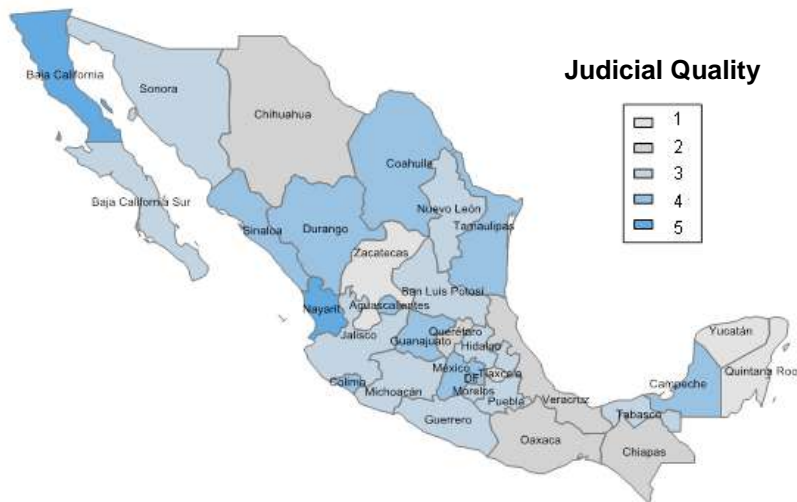 Judicial Quality
1
2
3
4
5
Baja California
Sonora
Chihuahua
Coahuila
Baja California Sur
Nuevo León
Sinaloa
Durango
Tamaulipas
Zacatecas
San Luis Potosí
Nayarit
Aguascalientes
Jalisco
Guanajuato
Querétaro
Hidalgo
Yucatán
México
Tlaxcala
DF
Quintana Roo
Colima
Michoacán
Morelos
Puebla
Veracruz
Campeche
Tabasco
Guerrero
Oaxaca
Chiapas